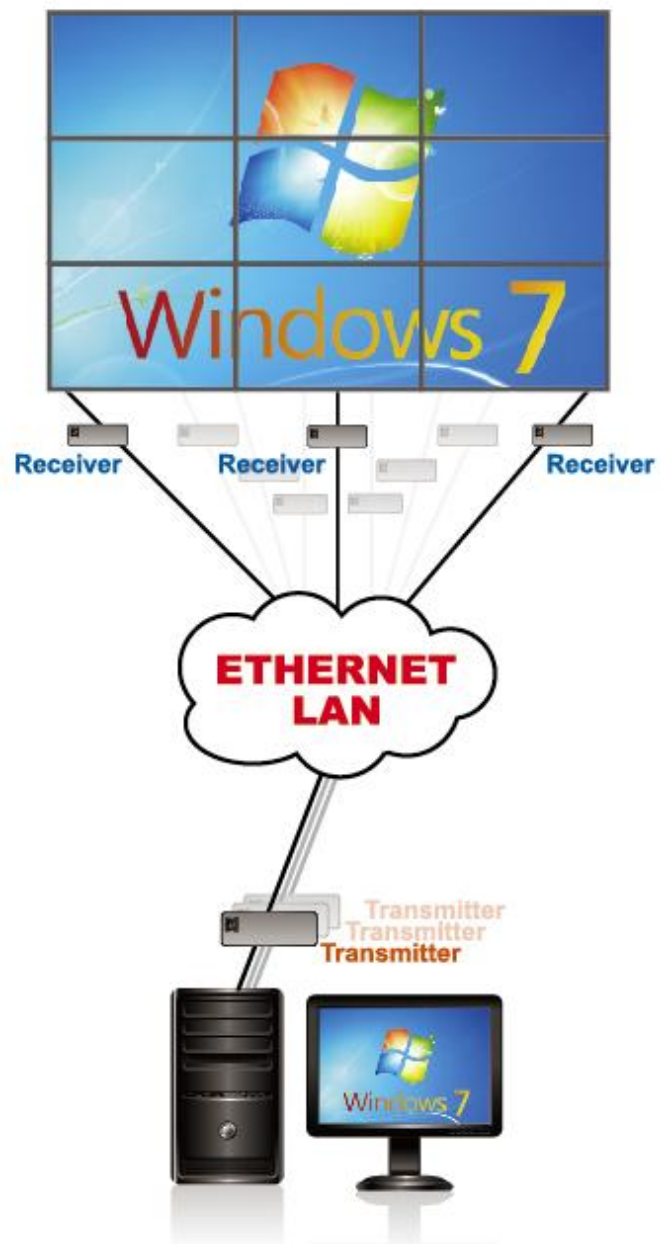 Windows 7
Receiver
Receiver
Receiver
ETHERNET
LAN
Transmitter
Transmitter
Transmitter
Windows 7